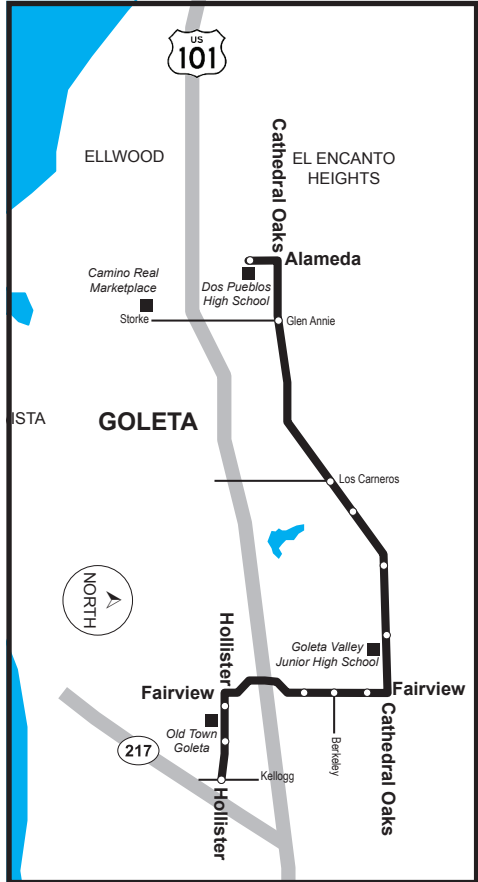 US
101
ELLWOOD
Cathedral Oaks
EL ENCANTO
HEIGHTS
Alameda
Camino Real
Marketplace
Dos Pueblos
High School
Storke
Glen Annie
ISTA
GOLETA
Los Carneros
NORTH
Hollister
Goleta Valley
Junior High School
Fairview
Fairview
Old Town
Goleta
Cathedral Oaks
Berkeley
217
Kellogg
Hollister